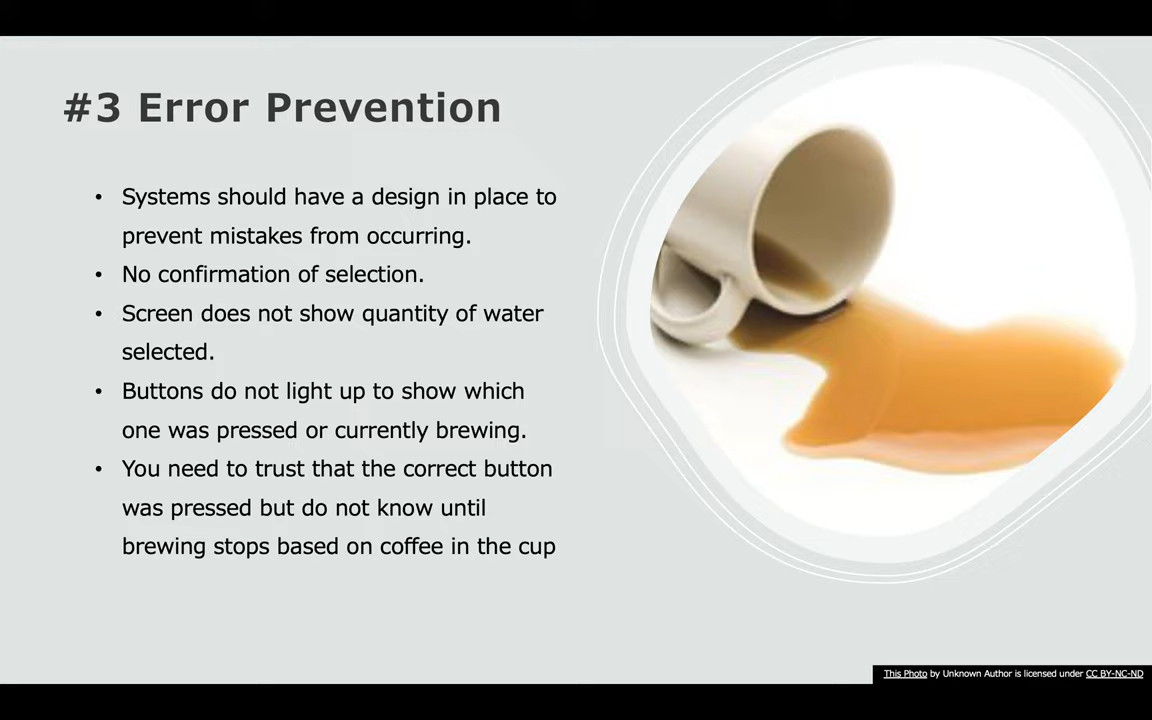 #3 Error Prevention
• Systems should have a design in place to
prevent mistakes from occurring.
• No confirmation of selection.
• Screen does not show quantity of water
selected.
• Buttons do not light up to show which
one was pressed or currently brewing.
• You need to trust that the correct button
was pressed but do not know until
brewing stops based on coffee in the cup
This Photo by Unknown Author is licensed under CC BY-NC-ND